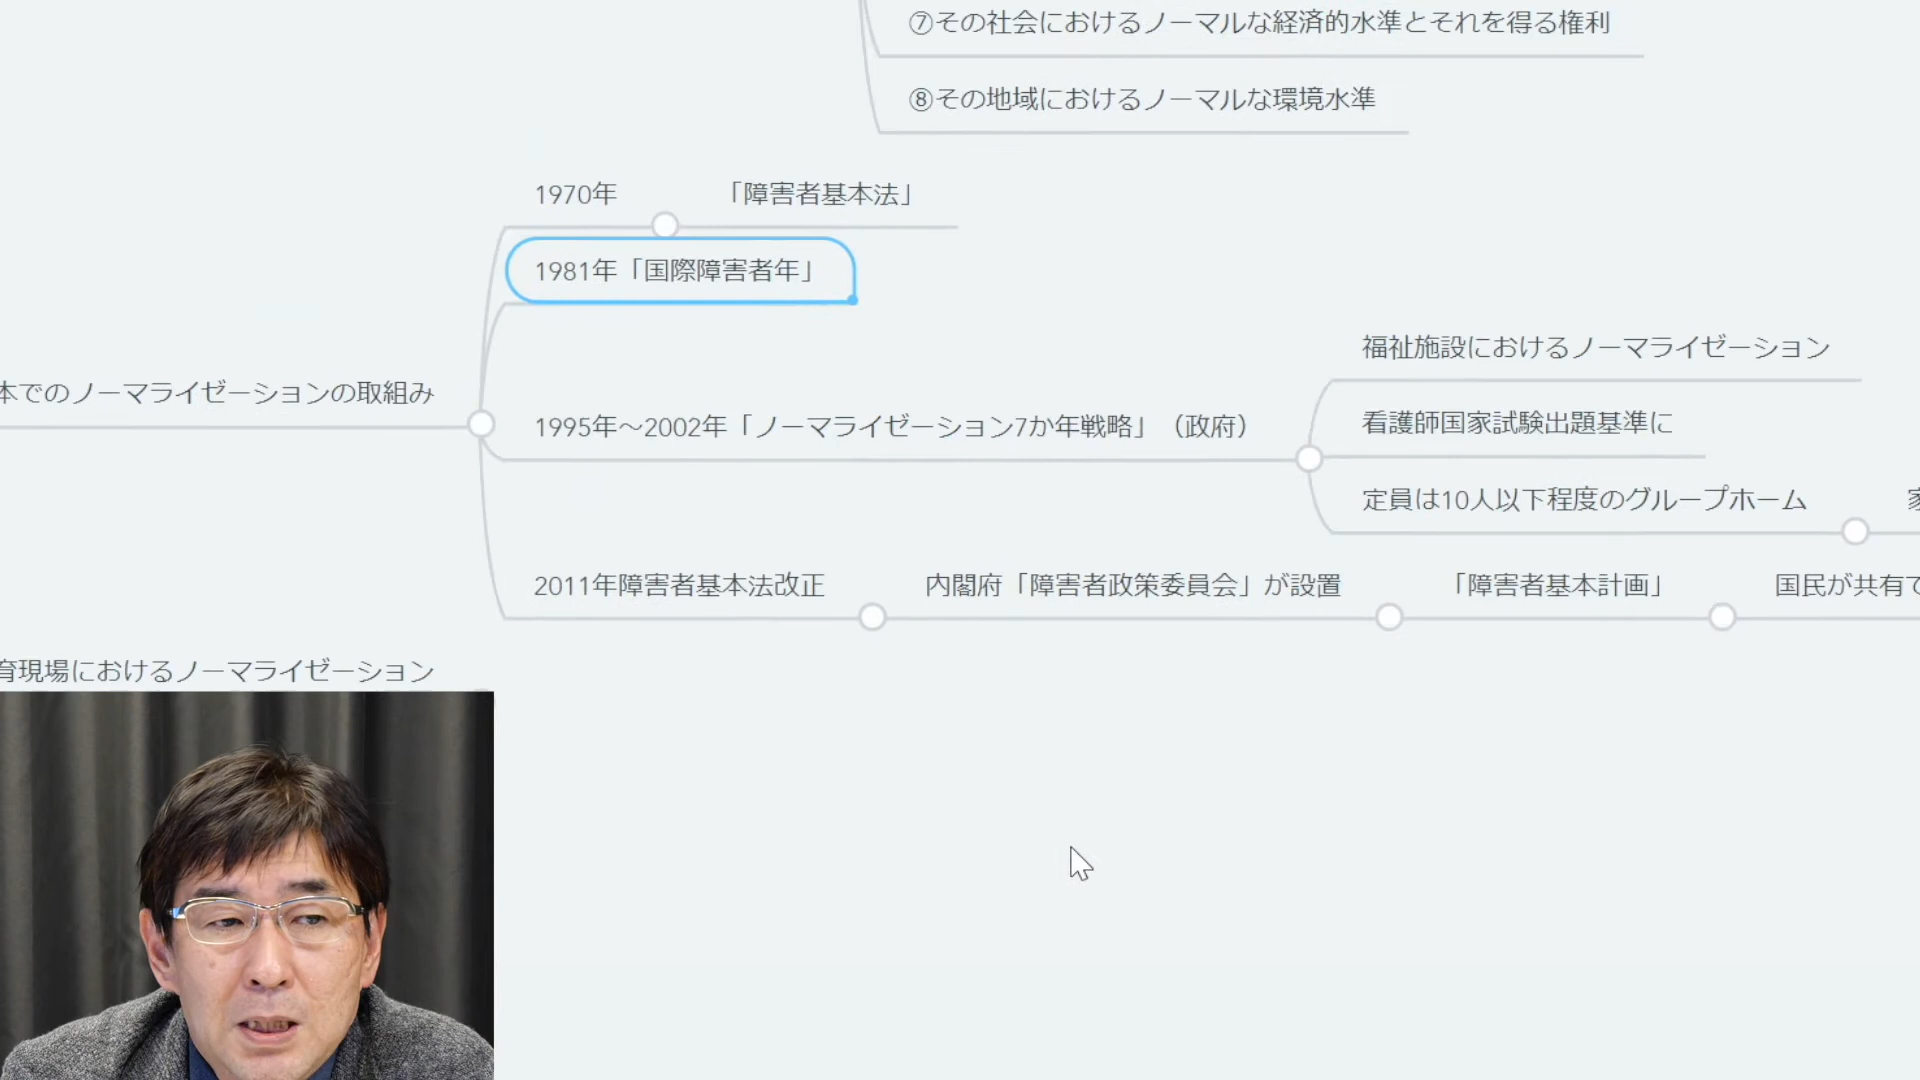 ⑦その社会におけるノーマルな経済的水準とそれを得る権利
⑧その地域におけるノーマルな環境水準
1970年 「障害者基本法」
1981年「国際障害者年」
本でのノーマライゼーションの取組み
1995年～2002年「ノーマライゼーション7か年戦略」（政府）
福祉施設におけるノーマライゼーション
看護師国家試験出題基準に
定員は10人以下程度のグループホーム
2011年障害者基本法改正 内閣府「障害者政策委員会」が設置 「障害者基本計画」 国民が共有
育現場におけるノーマライゼーション